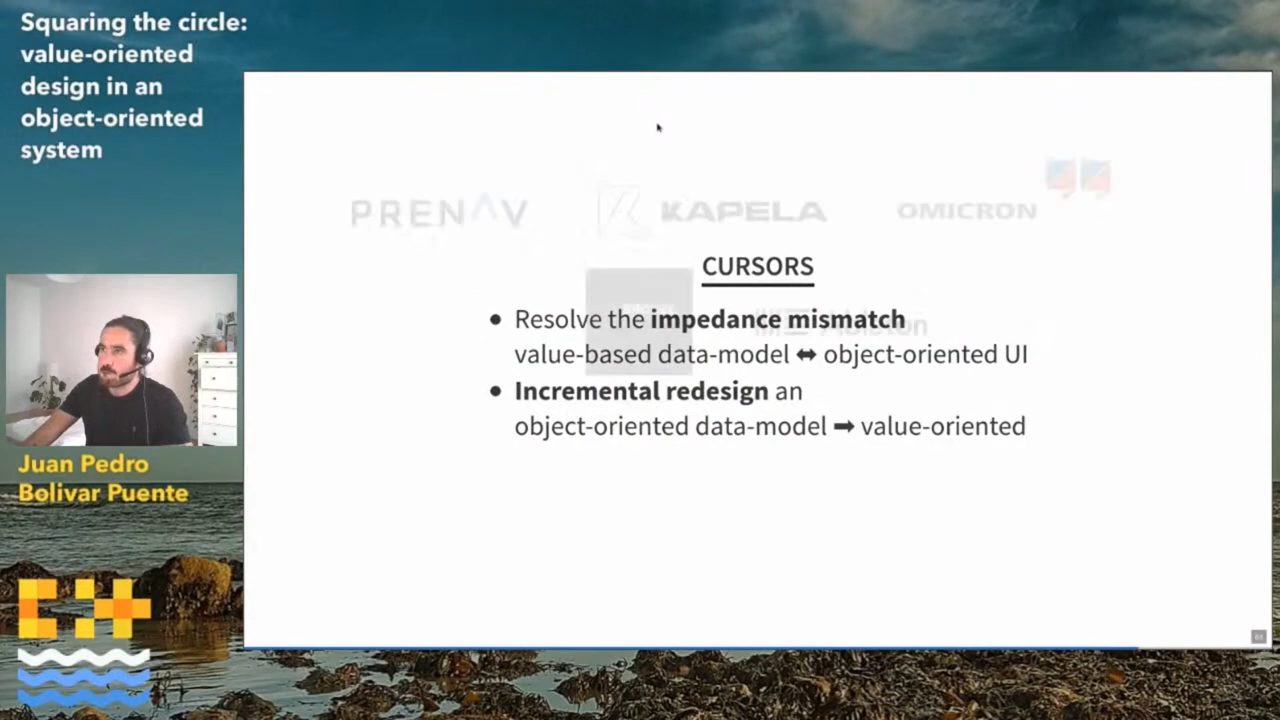 Squaring the circle:
value-oriented
design in an
object-oriented
system
PRENAV
KAPELA
OMICRON
CURSORS
• Resolve the impedance mismatch
value-based data-model ⬌ object-oriented UI
• Incremental redesign an
object-oriented data-model ➡ value-oriented
Juan Pedro
Bolivar Puente
C++